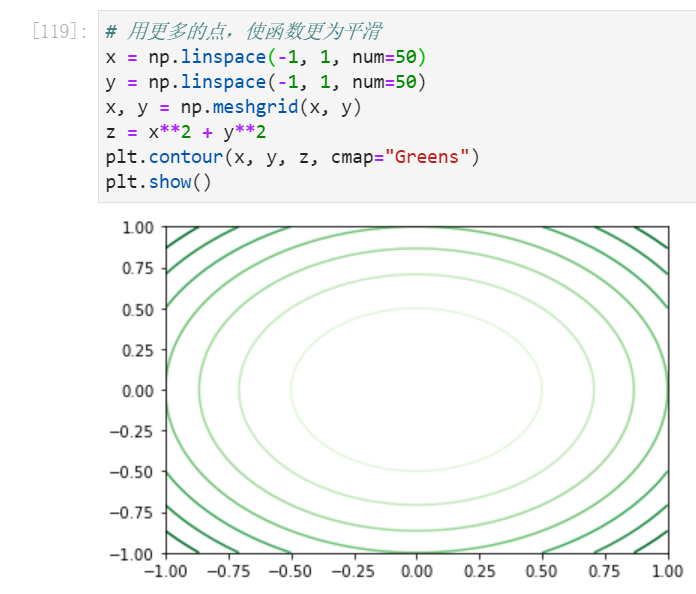 [119]: # 用更多的点，使函数更为平滑
x = np.linspace(-1, 1, num=50)
y = np.linspace(-1, 1, num=50)
x, y = np.meshgrid(x, y)
z = x**2 + y**2
plt.contour(x, y, z, cmap="Greens")
plt.show()
1.00
0.75
0.50
0.25
0.00
−0.25
−0.50
−0.75
−1.00
−1.00 −0.75 −0.50 −0.25 0.00 0.25 0.50 0.75 1.00